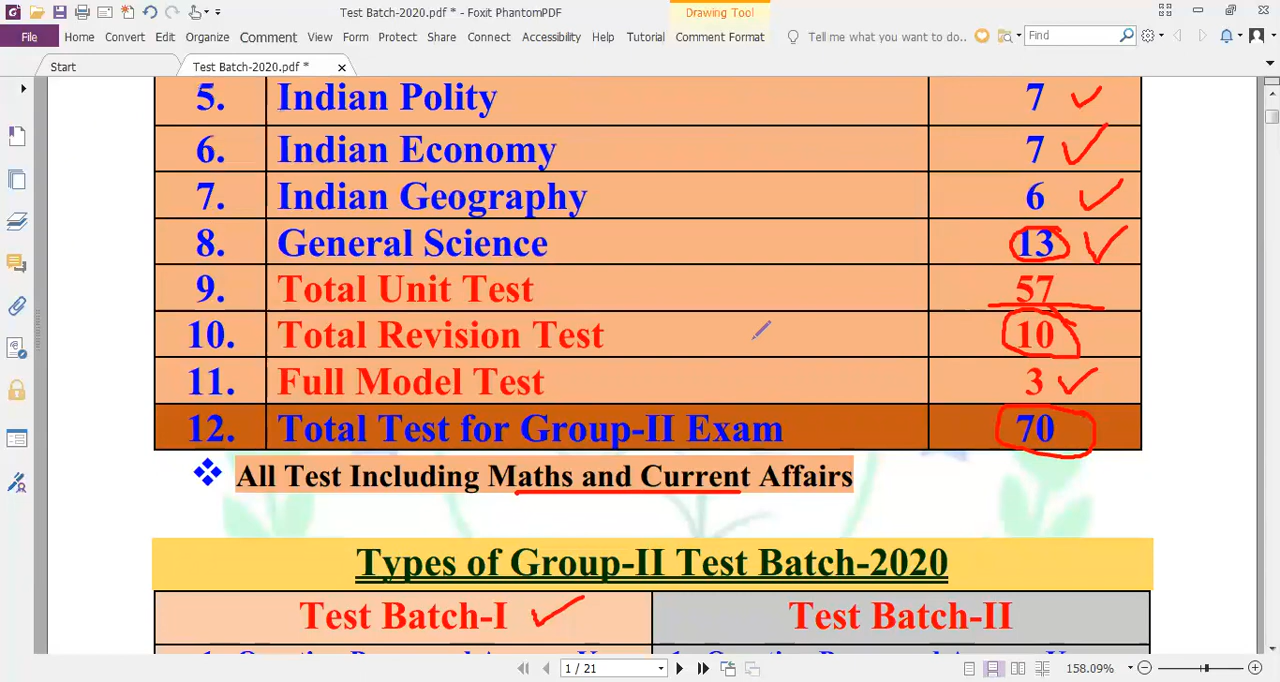 Test Batch-2020.pdf * - Foxit PhantomPDF
Drawing Tool
File Home Convert Edit Organize Comment View Form Protect Share Connect Accessibility Help Tutorial Comment Format Tell me what you want to do.. Find
Start Test Batch-2020.pdf *
5. Indian Polity 7
6. Indian Economy 7
7. Indian Geography 6
8. General Science 13
9. Total Unit Test 57
10. Total Revision Test 10
11. Full Model Test 3
12. Total Test for Group-II Exam 70
All Test Including Maths and Current Affairs
Types of Group-II Test Batch-2020
Test Batch-I Test Batch-II
1 / 21 158.09%